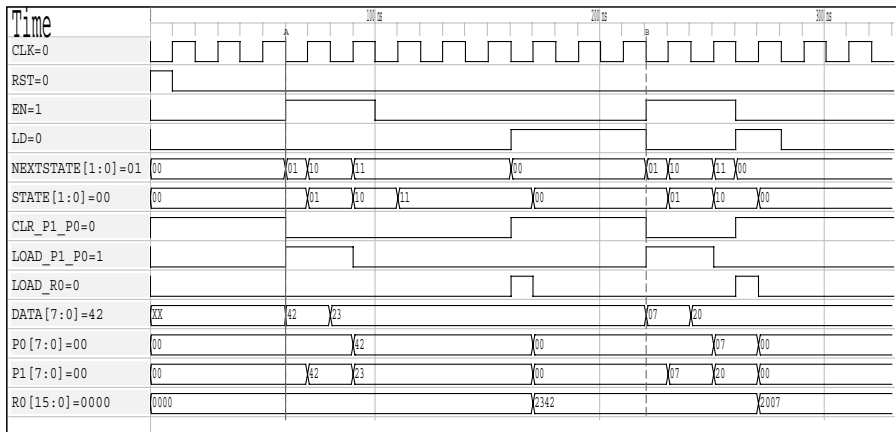 Time 100 ns 200 ns 300 ns
A B
CLK=0
RST=0
EN=1
LD=0
NEXTSTATE[1:0]=01 00 01 10 11 00 01 10 11 00
STATE[1:0]=00 00 01 10 11 00 01 10 00
CLR_P1_P0=0
LOAD_P1_P0=1
LOAD_R0=0
DATA[7:0]=42 XX 42 23 07 20
P0[7:0]=00 00 42 00 07 00
P1[7:0]=00 00 42 23 00 07 20 00
R0[15:0]=0000 0000 2342 2007